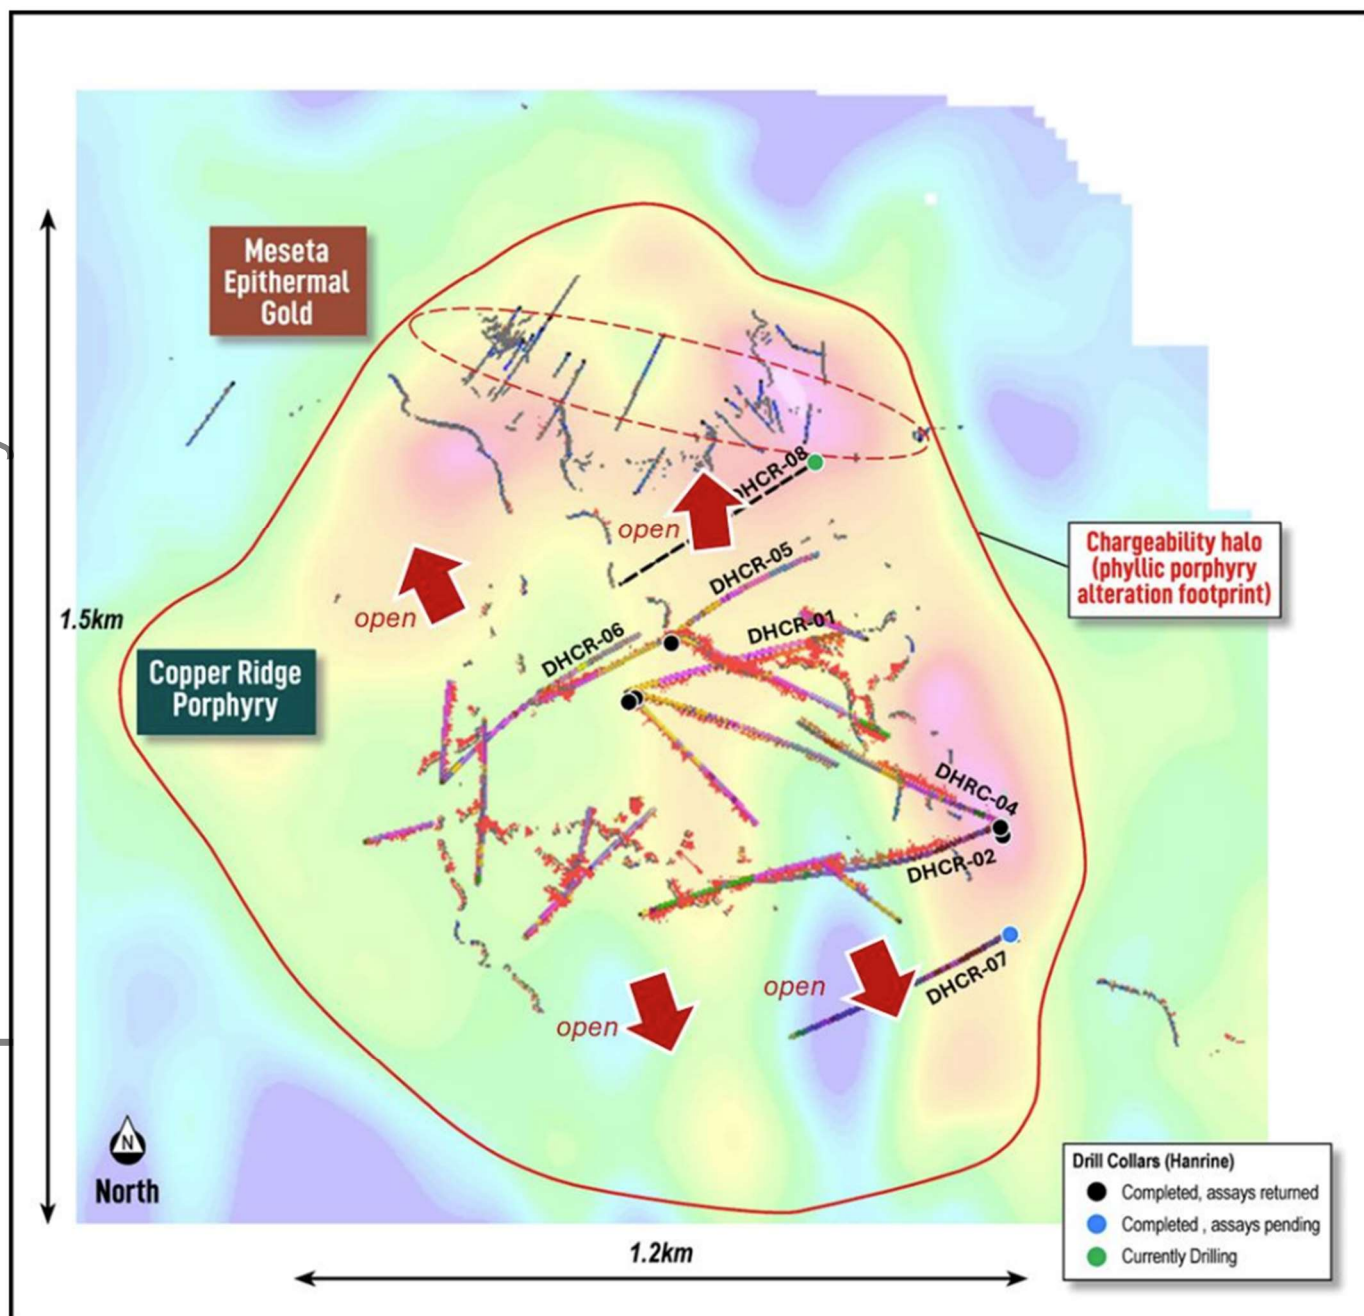 Meseta
Epithermal
Gold
DHCR-08
open
Chargeability halo
(phyllic porphyry
alteration footprint)
DHCR-05
open
1.5km
DHCR-01
DHCR-06
Copper Ridge
Porphyry
DHRC-04
DHCR-02
DHCR-07
open
open
N
North
Drill Collars (Hanrine)
Completed, assays returned
Completed , assays pending
Currently Drilling
1.2km